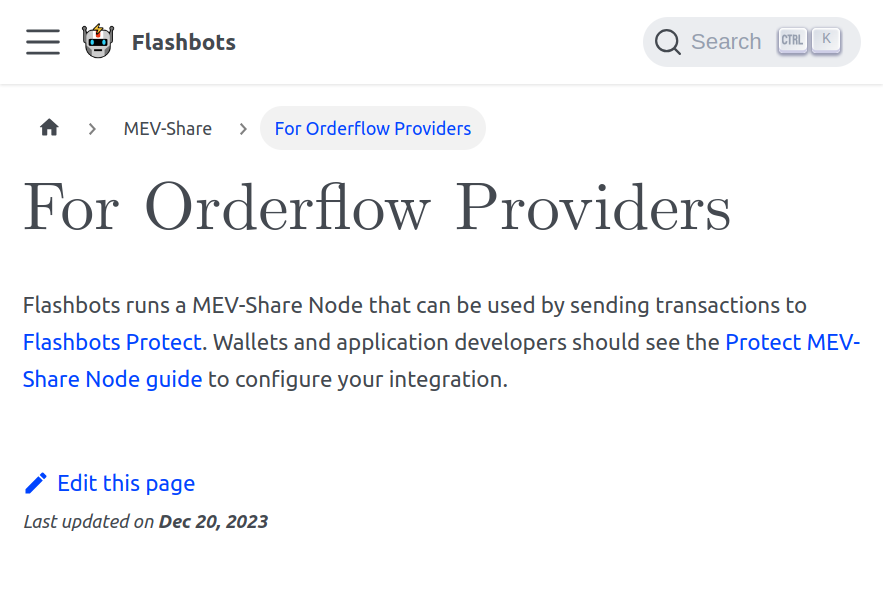 Flashbots
Search CTRL K
MEV-Share For Orderflow Providers
For Orderflow Providers
Flashbots runs a MEV-Share Node that can be used by sending transactions to
Flashbots Protect. Wallets and application developers should see the Protect MEV-
Share Node guide to configure your integration.
Edit this page
Last updated on Dec 20, 2023